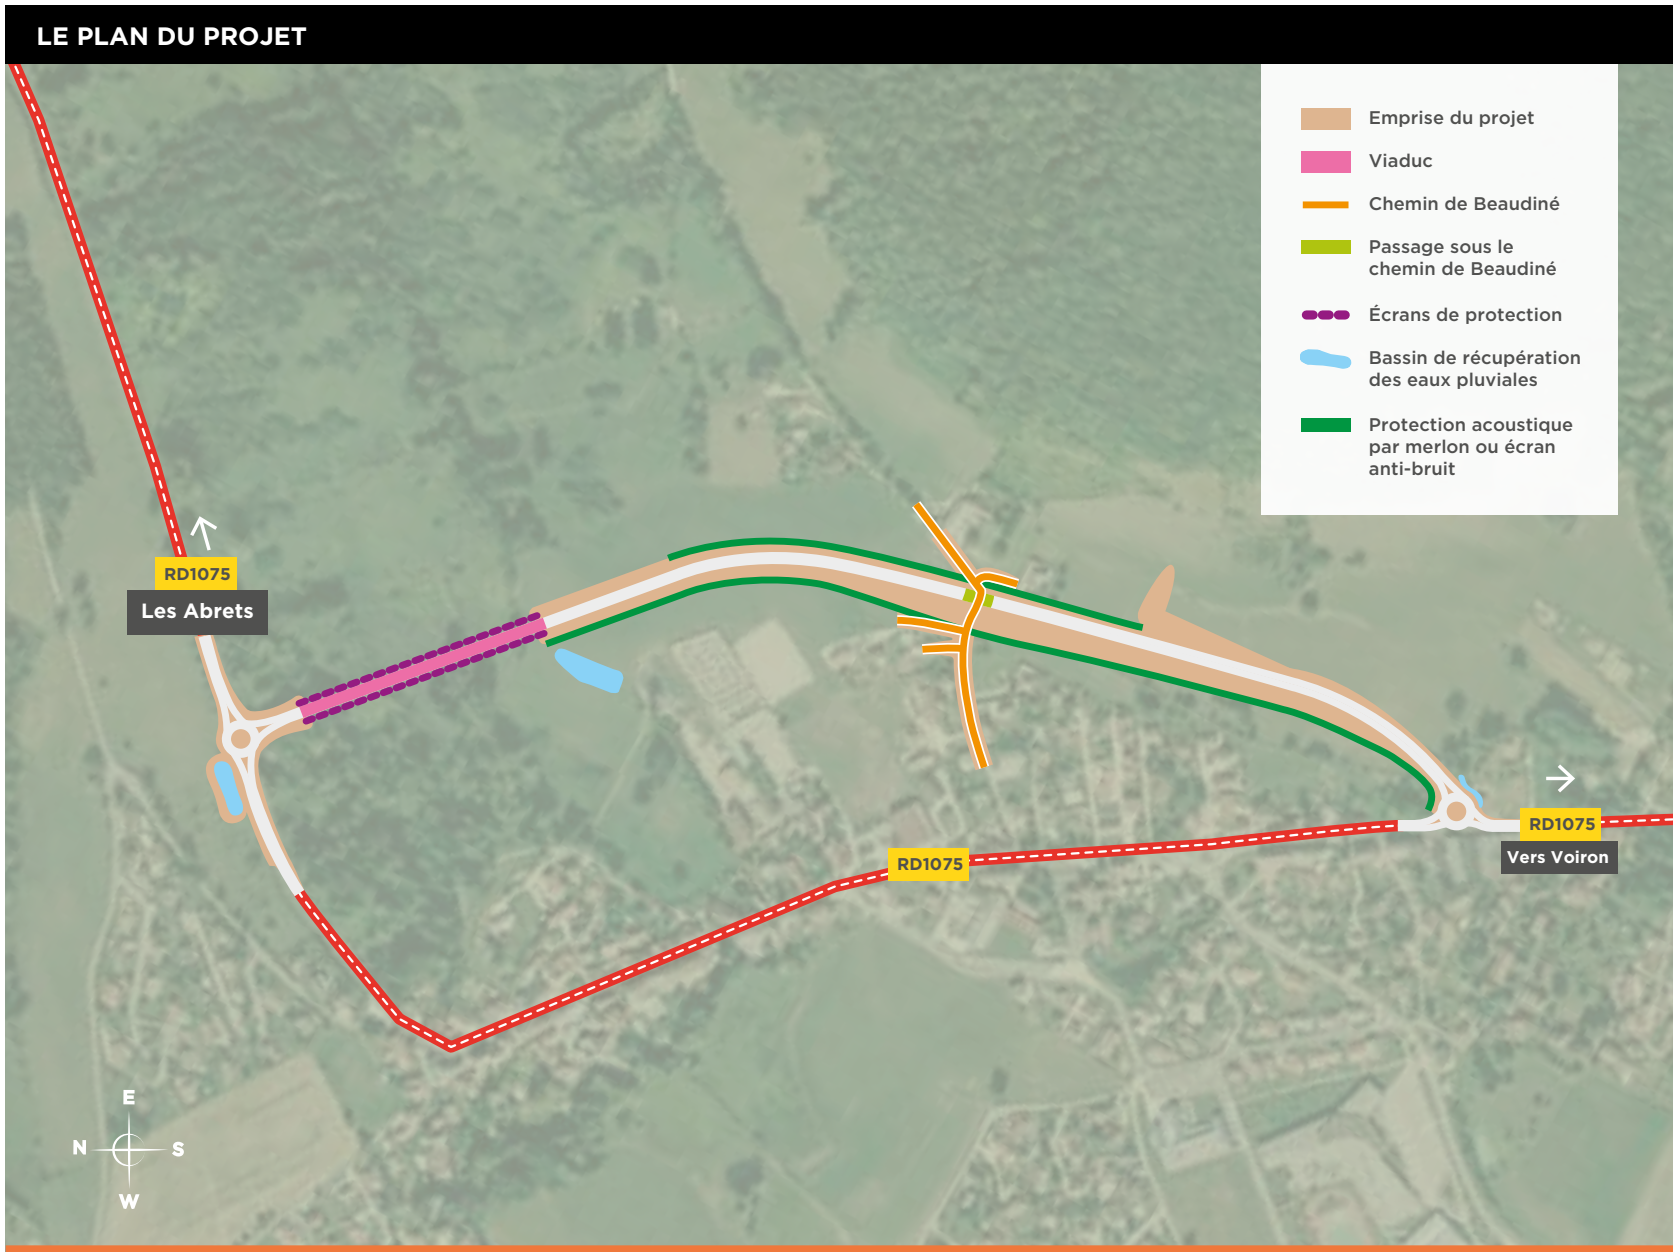 LE PLAN DU PROJET
Emprise du projet
Viaduc
Chemin de Beaudiné
Passage sous le
chemin de Beaudiné
Écrans de protection
Bassin de récupération
des eaux pluviales
Protection acoustique
par merlon ou écran
anti-bruit
RD1075
Les Abrets
RD1075
Vers Voiron
RD1075
E
N
S
W